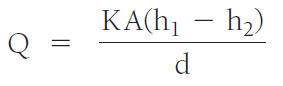 Q = KA(h₁ − h₂) / d